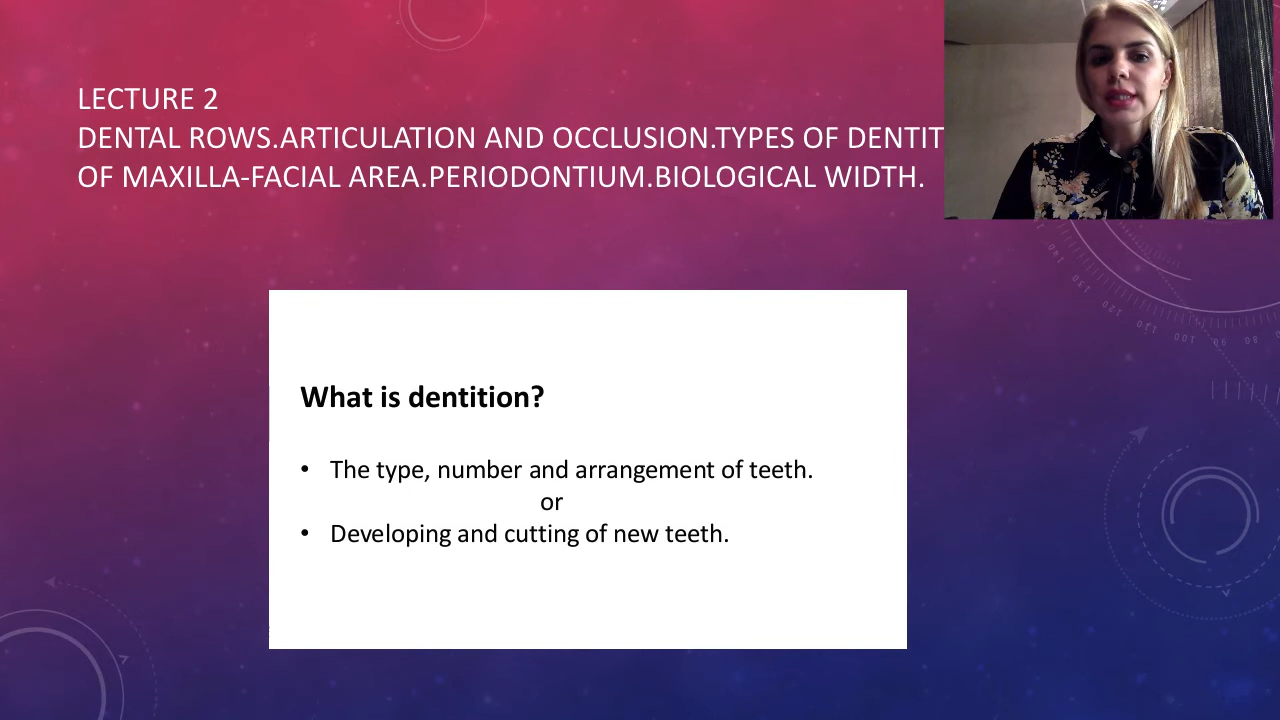 LECTURE 2
DENTAL ROWS.ARTICULATION AND OCCLUSION.TYPES OF
OF MAXILLA-FACIAL AREA.PERIODONTIUM.BIOLOGICAL WIDTH.
What is dentition?
• The type, number and arrangement of teeth.
or
• Developing and cutting of new teeth.